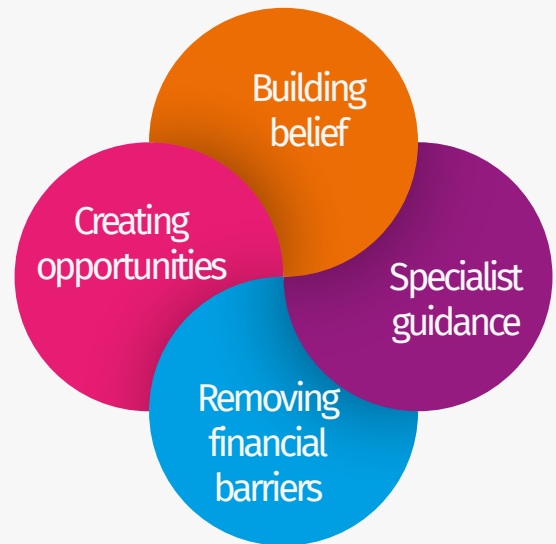 Building
belief
Creating
opportunities
Specialist
guidance
Removing
financial
barriers